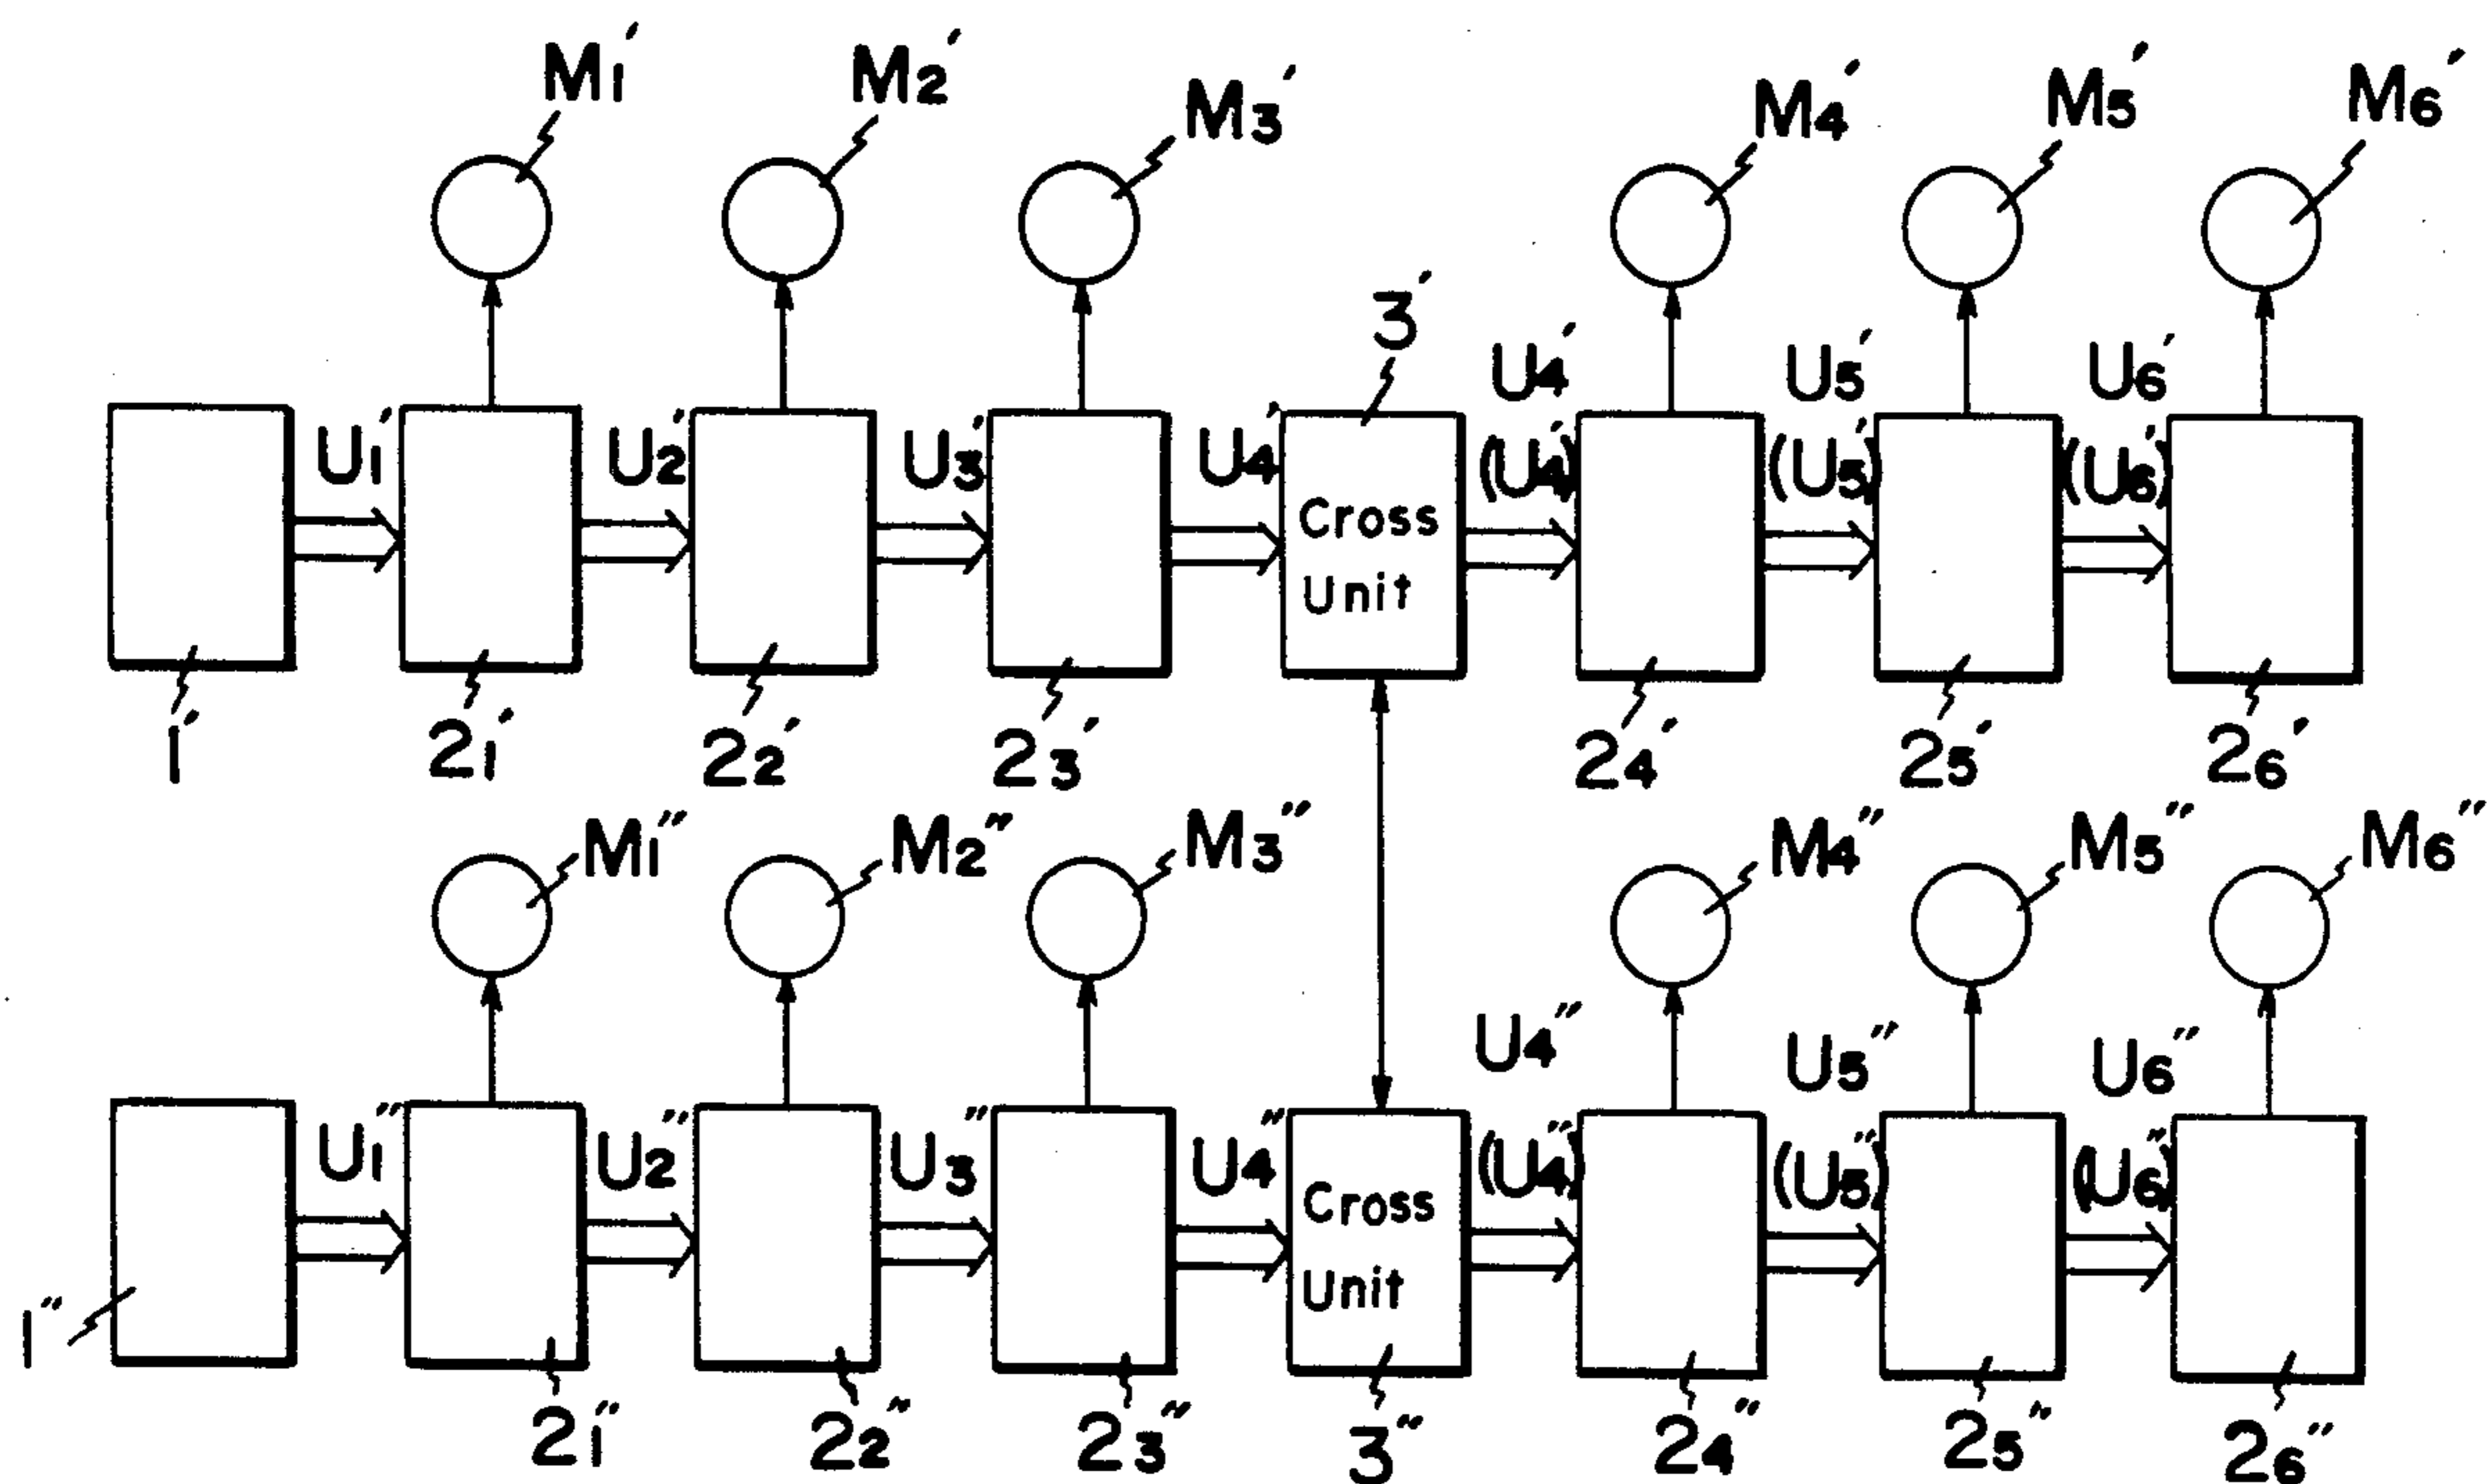 M1' M2' M3' M4' M5' M6'
3'
U4' U5' U6'
U1' U2' U3' U4' (U4') (U5') (U6')
Cross
Unit
1' 21' 22' 23' 24' 25' 26'
M1" M2" M3" M4" M5" M6"
U4" U5" U6"
U1" U2" U3" U4" (U4") (U5") (U6")
Cross
Unit
1"
21" 22" 23" 3" 24" 25" 26"